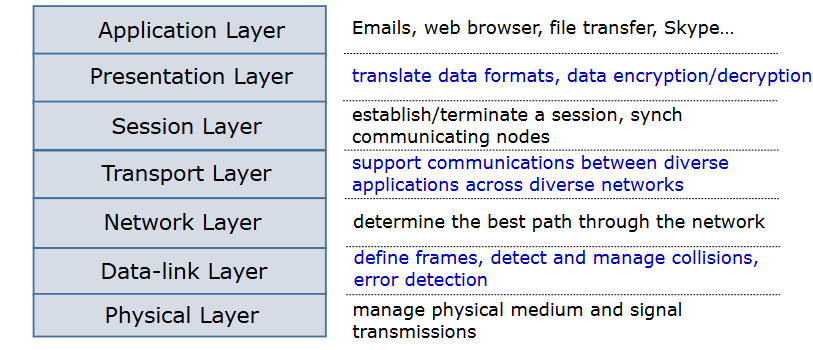 Application Layer
Emails, web browser, file transfer, Skype…
Presentation Layer
translate data formats, data encryption/decryption
Session Layer
establish/terminate a session, synch
communicating nodes
Transport Layer
support communications between diverse
applications across diverse networks
Network Layer
determine the best path through the network
Data-link Layer
define frames, detect and manage collisions,
error detection
Physical Layer
manage physical medium and signal
transmissions